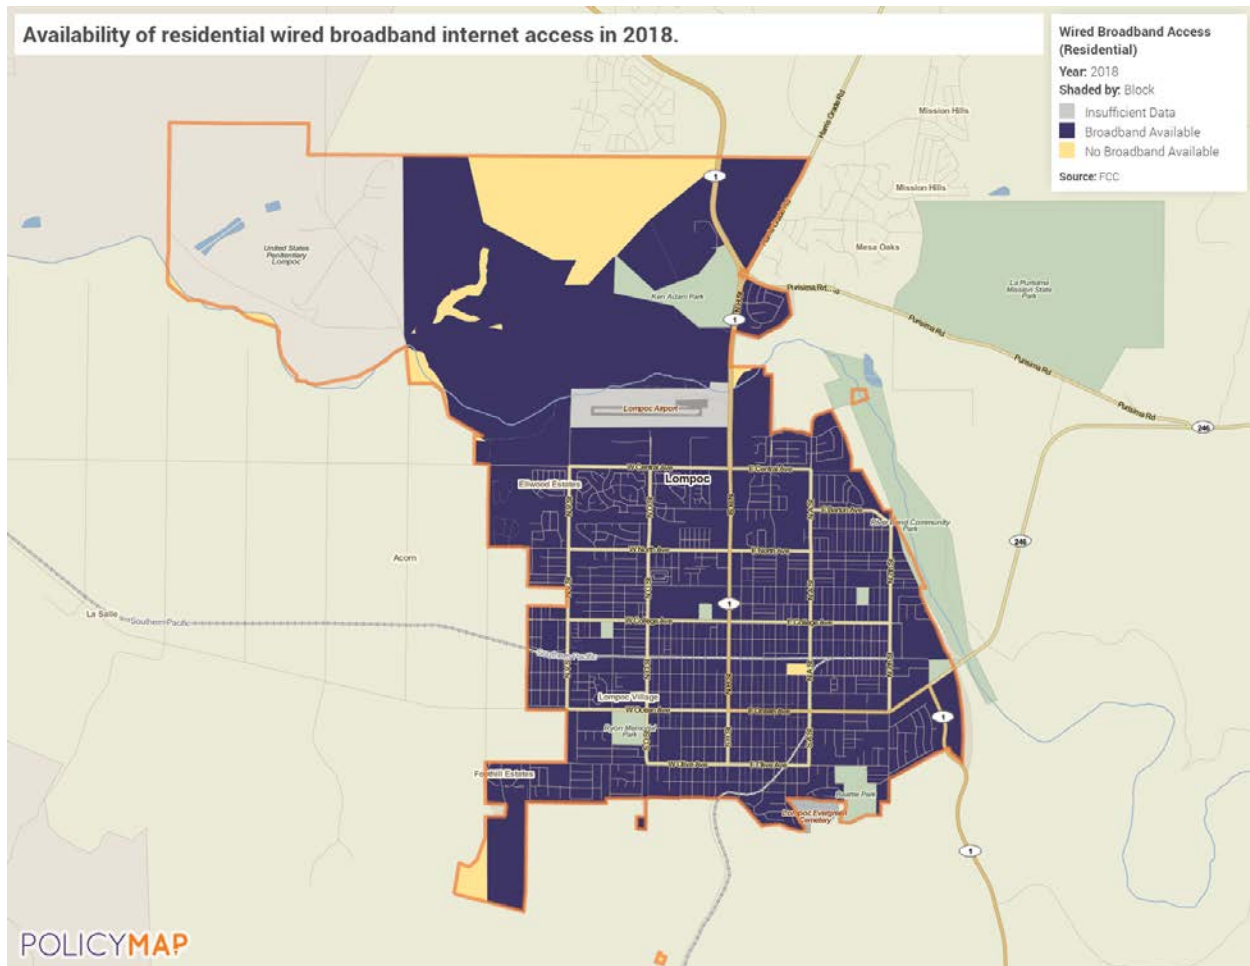 Availability of residential wired broadband internet access in 2018.
Wired Broadband Access
(Residential)
Year: 2018
Shaded by: Block
Insufficient Data
Broadband Available
No Broadband Available
Source: FCC
Harris Grade Rd
Mission Hills
1
Mission Hills
United States
Penitentiary
Lompoc
Mesa Oaks
La Purisima
Mission State
Park
Ken Adam Park
Purisima Rd
Purisima Rd
Purisima Rd
Purisima Rd
1
Lompoc Airport
246
W Central Ave
E Central Ave
Lompoc
Ellwood Estates
E Barton Ave
Community
Park
246
W North Ave
E North Ave
Acorn
La Salle
Southern Pacific
1
W College Ave
E College Ave
Southern Pacific
Lompoc Village
W Ocean Ave
E Ocean Ave
1
Ryon Memorial
Park
W Olive Ave
E Olive Ave
Foothill Estates
Park
Lompoc Evergreen
Cemetery
1
POLICYMAP